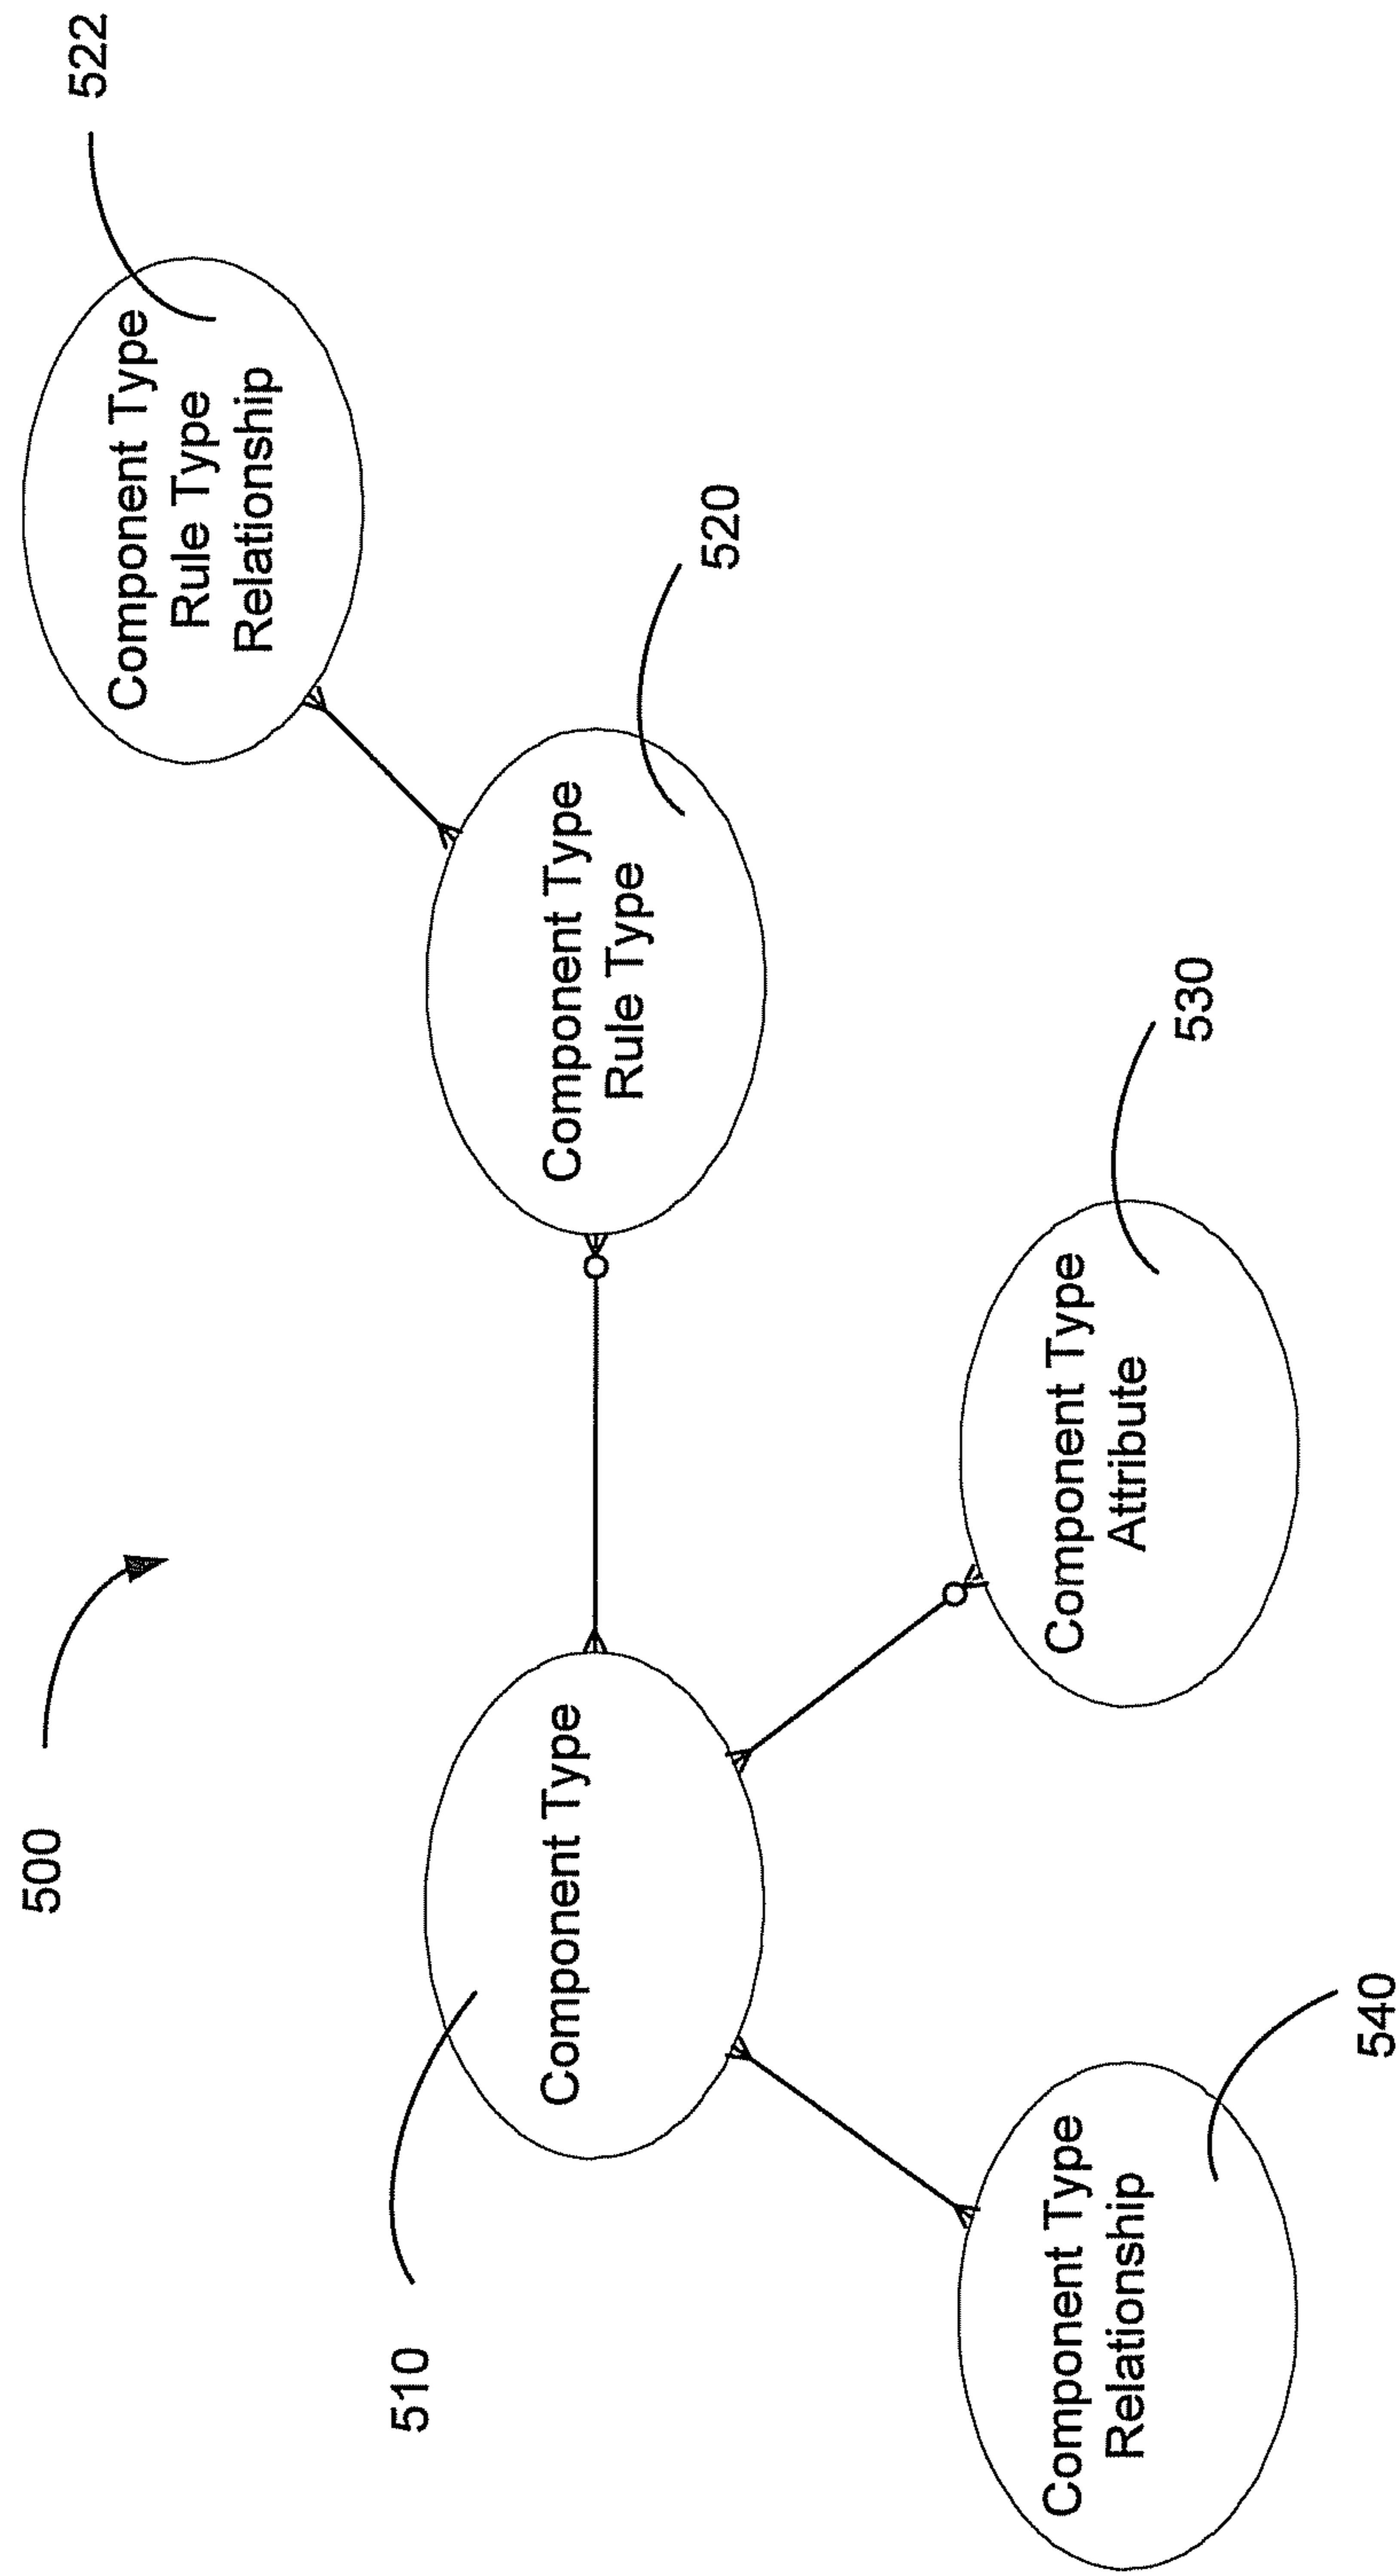 500
522
Component Type
Rule Type
Relationship
510
Component Type
Component Type
Rule Type
520
Component Type
Relationship
540
Component Type
Attribute
530